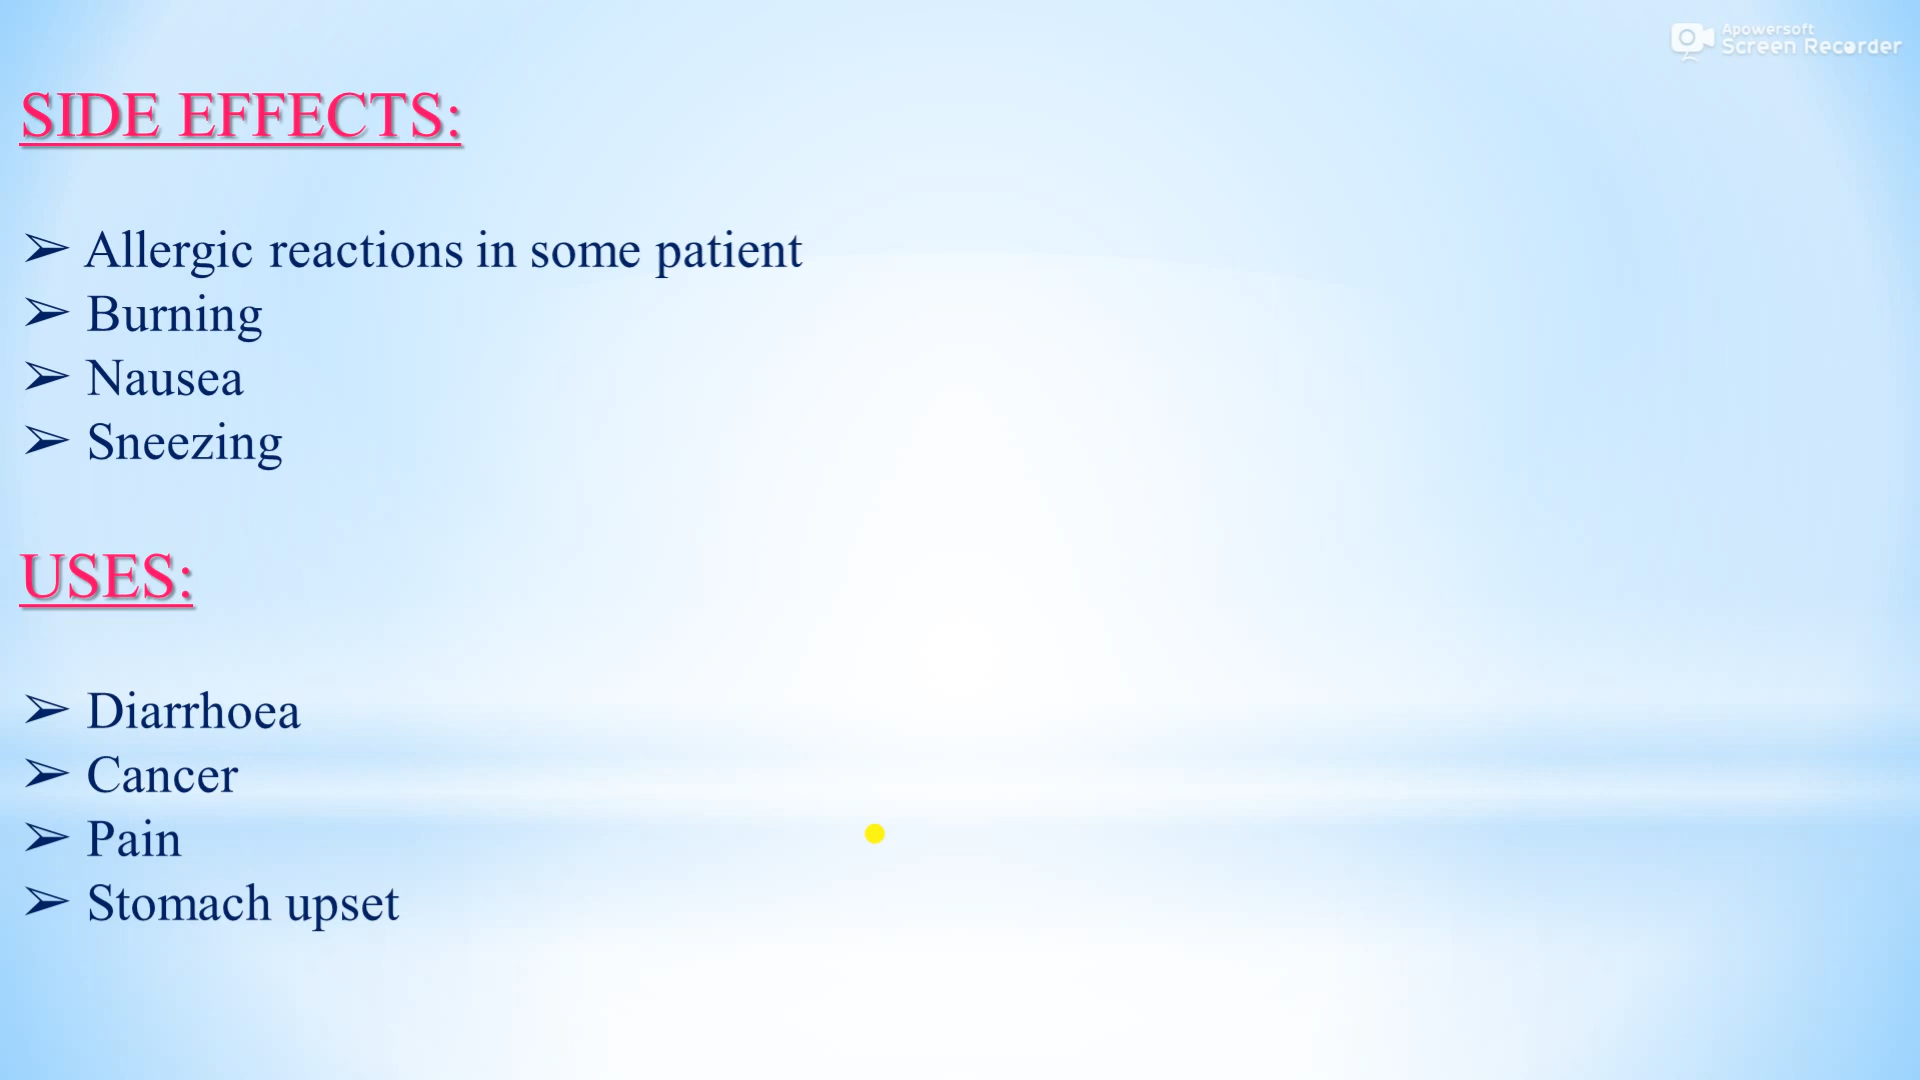 Apowersoft
Screen Recorder
SIDE EFFECTS:
➢ Allergic reactions in some patient
➢ Burning
➢ Nausea
➢ Sneezing
USES:
➢ Diarrhoea
➢ Cancer
➢ Pain
➢ Stomach upset